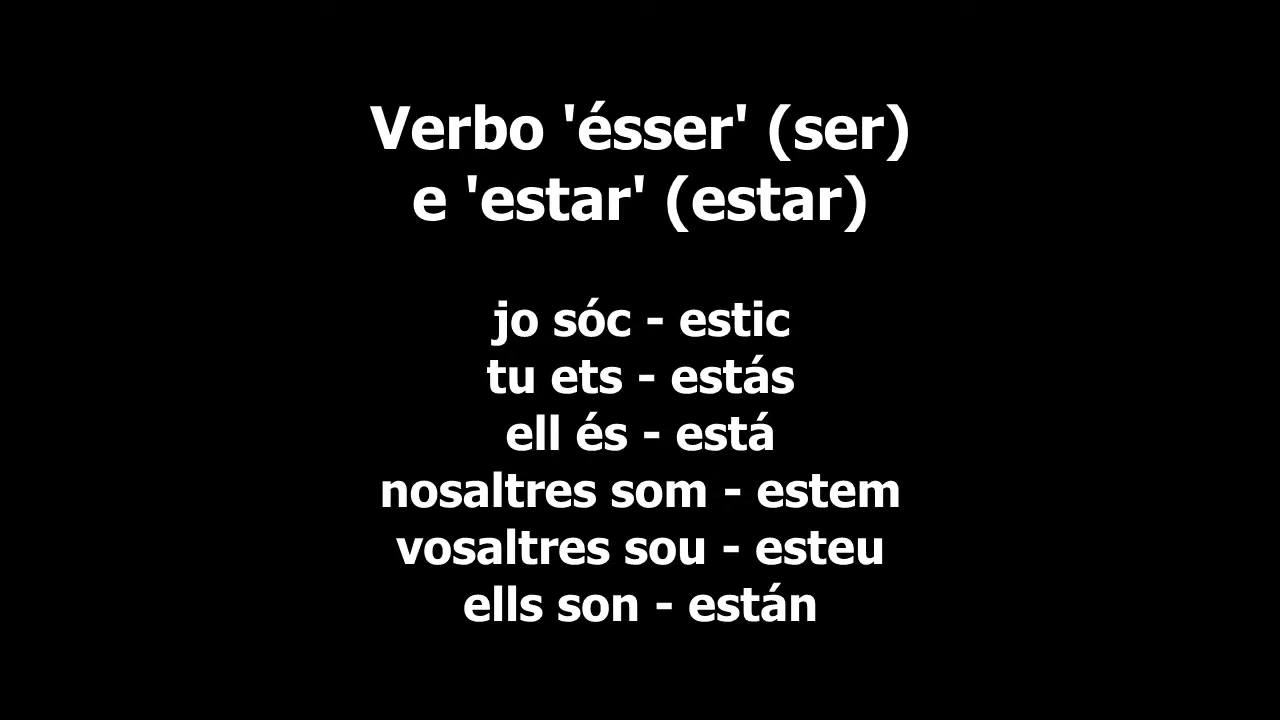 Verbo 'ésser' (ser)
e 'estar' (estar)
jo sóc - estic
tu ets - estás
ell és - está
nosaltres som - estem
vosaltres sou - esteu
ells son - están